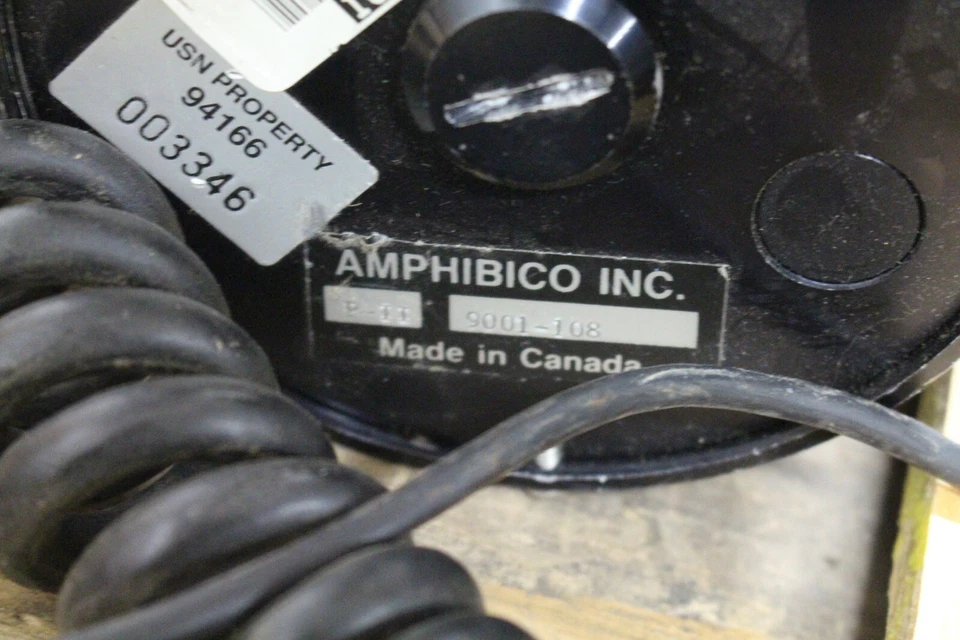 USN PROPERTY
94166
003346
AMPHIBICO INC.
9001-108
Made in Canada